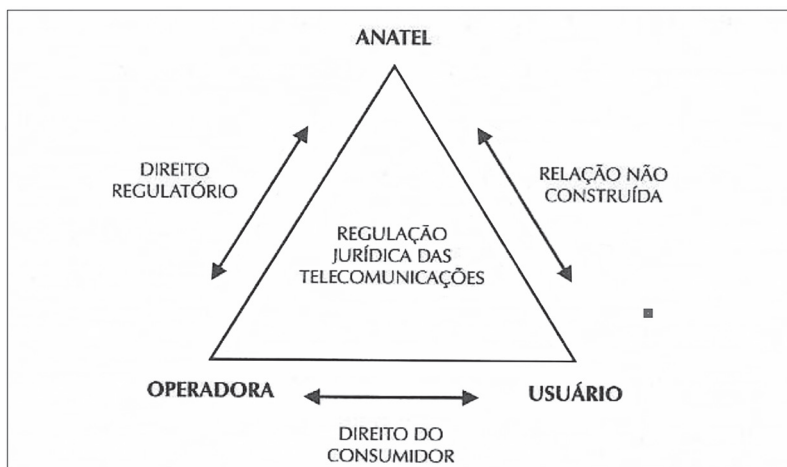 ANATEL
DIREITO
REGULATÓRIO
RELAÇÃO NÃO
CONSTRUÍDA
REGULAÇÃO
JURÍDICA DAS
TELECOMUNICAÇÕES
OPERADORA
USUÁRIO
DIREITO DO
CONSUMIDOR